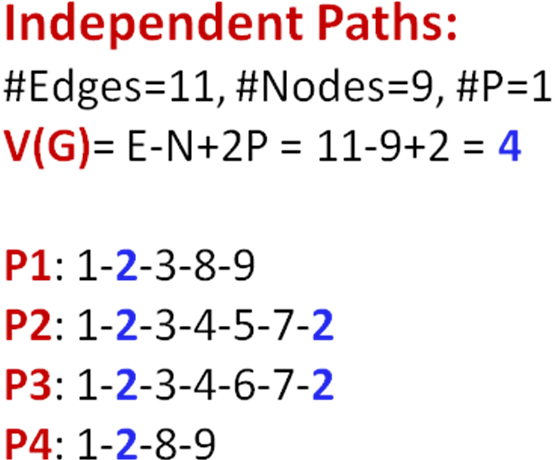 Independent Paths:
#Edges=11, #Nodes=9, #P=1
V(G)= E-N+2P = 11-9+2 = 4
P1: 1-2-3-8-9
P2: 1-2-3-4-5-7-2
P3: 1-2-3-4-6-7-2
P4: 1-2-8-9